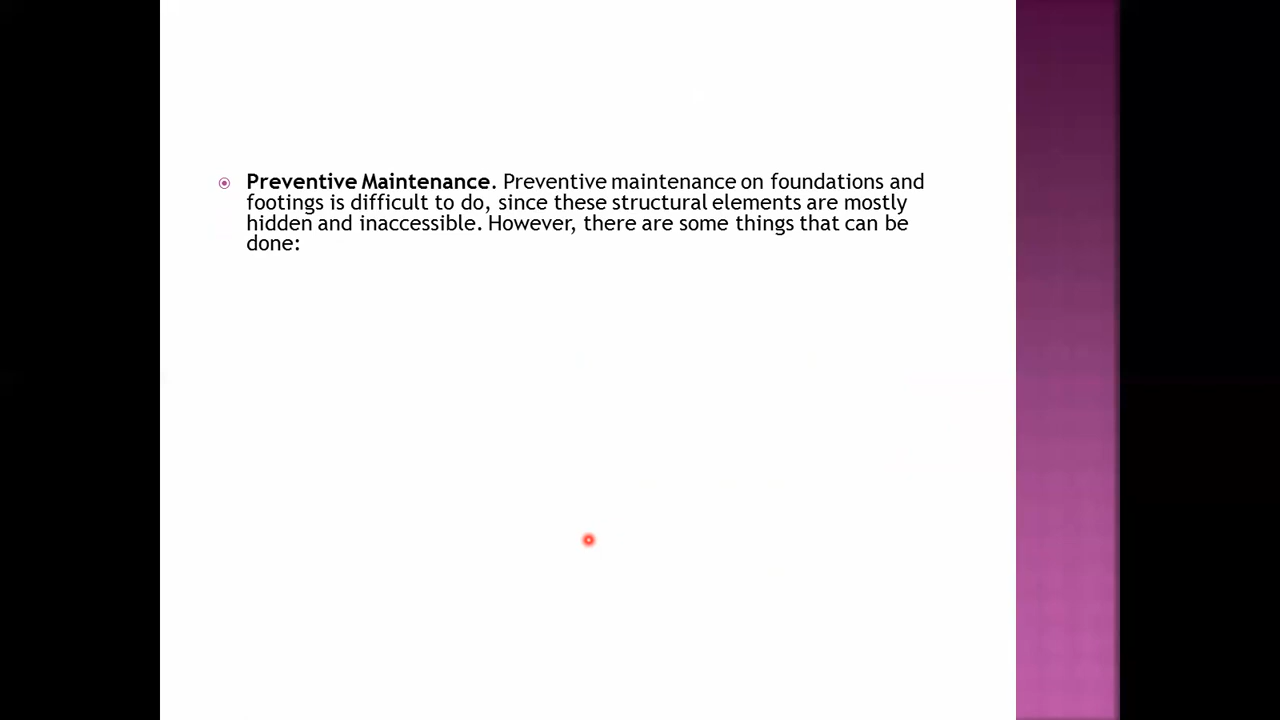 Preventive Maintenance. Preventive maintenance on foundations and
footings is difficult to do, since these structural elements are mostly
hidden and inaccessible. However, there are some things that can be
done: